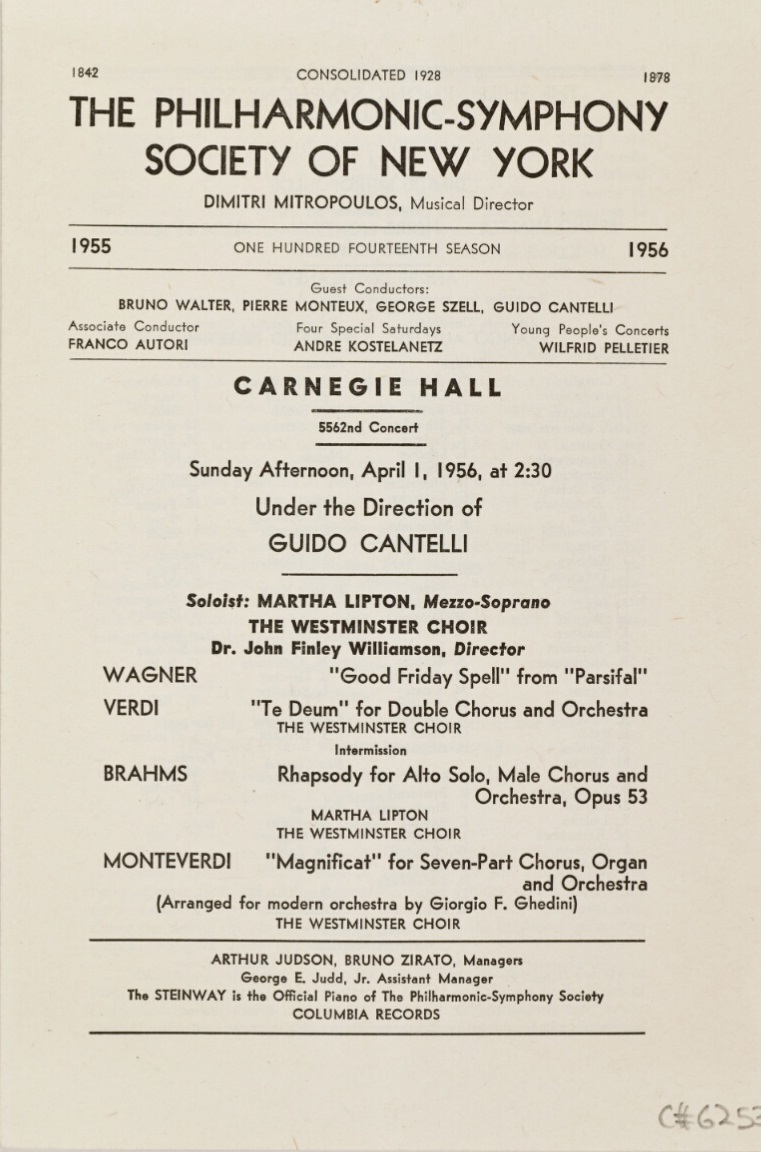 1842 CONSOLIDATED 1928 1878
THE PHILHARMONIC-SYMPHONY
SOCIETY OF NEW YORK
DIMITRI MITROPOULOS, Musical Director
1955 ONE HUNDRED FOURTEENTH SEASON 1956
Guest Conductors:
BRUNO WALTER, PIERRE MONTEUX, GEORGE SZELL, GUIDO CANTELLI
Associate Conductor Four Special Saturdays Young People's Concerts
FRANCO AUTORI ANDRE KOSTELANETZ WILFRID PELLETIER
CARNEGIE HALL
5562nd Concert
Sunday Afternoon, April 1, 1956, at 2:30
Under the Direction of
GUIDO CANTELLI
Soloist: MARTHA LIPTON, Mezzo-Soprano
THE WESTMINSTER CHOIR
Dr. John Finley Williamson, Director
WAGNER "Good Friday Spell" from "Parsifal"
VERDI "Te Deum" for Double Chorus and Orchestra
THE WESTMINSTER CHOIR
Intermission
BRAHMS Rhapsody for Alto Solo, Male Chorus and
Orchestra, Opus 53
MARTHA LIPTON
THE WESTMINSTER CHOIR
MONTEVERDI "Magnificat" for Seven-Part Chorus, Organ
and Orchestra
(Arranged for modern orchestra by Giorgio F. Ghedini)
THE WESTMINSTER CHOIR
ARTHUR JUDSON, BRUNO ZIRATO, Managers
George E. Judd, Jr. Assistant Manager
The STEINWAY is the Official Piano of The Philharmonic-Symphony Society
COLUMBIA RECORDS
C#6253